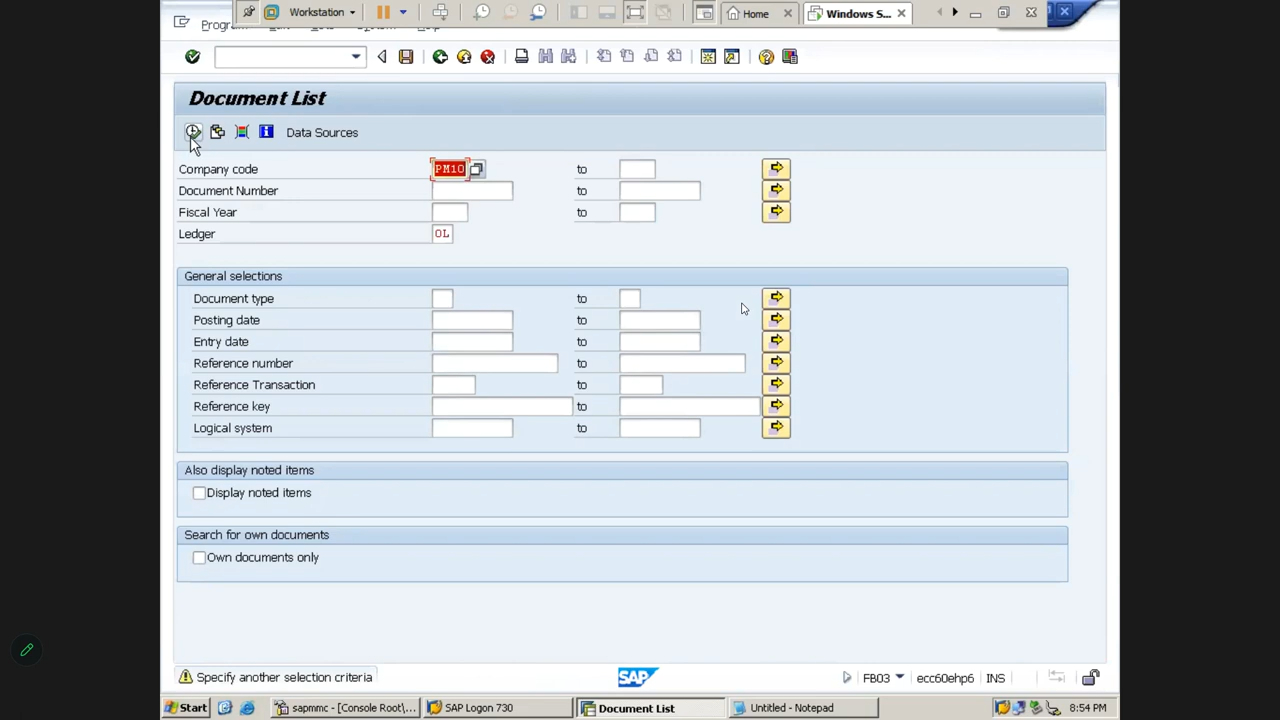 Workstation
Home
Windows S...
Program
Document List
Data Sources
Company code PM10 to
Document Number to
Fiscal Year to
Ledger 0L
General selections
Document type to
Posting date to
Entry date to
Reference number to
Reference Transaction to
Reference key to
Logical system to
Also display noted items
Display noted items
Search for own documents
Own documents only
Specify another selection criteria
SAP
FB03 ecc60ehp6 INS
Start
sapmmc - [Console Root\...
SAP Logon 730
Document List
Untitled - Notepad
8:54 PM